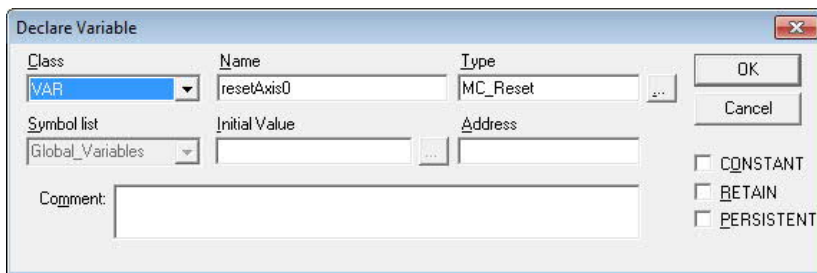 Declare Variable
Class Name Type
VAR resetAxis0 MC_Reset ... OK
Cancel
Symbol list Initial Value Address
Global_Variables ...
CONSTANT
Comment: RETAIN
PERSISTENT